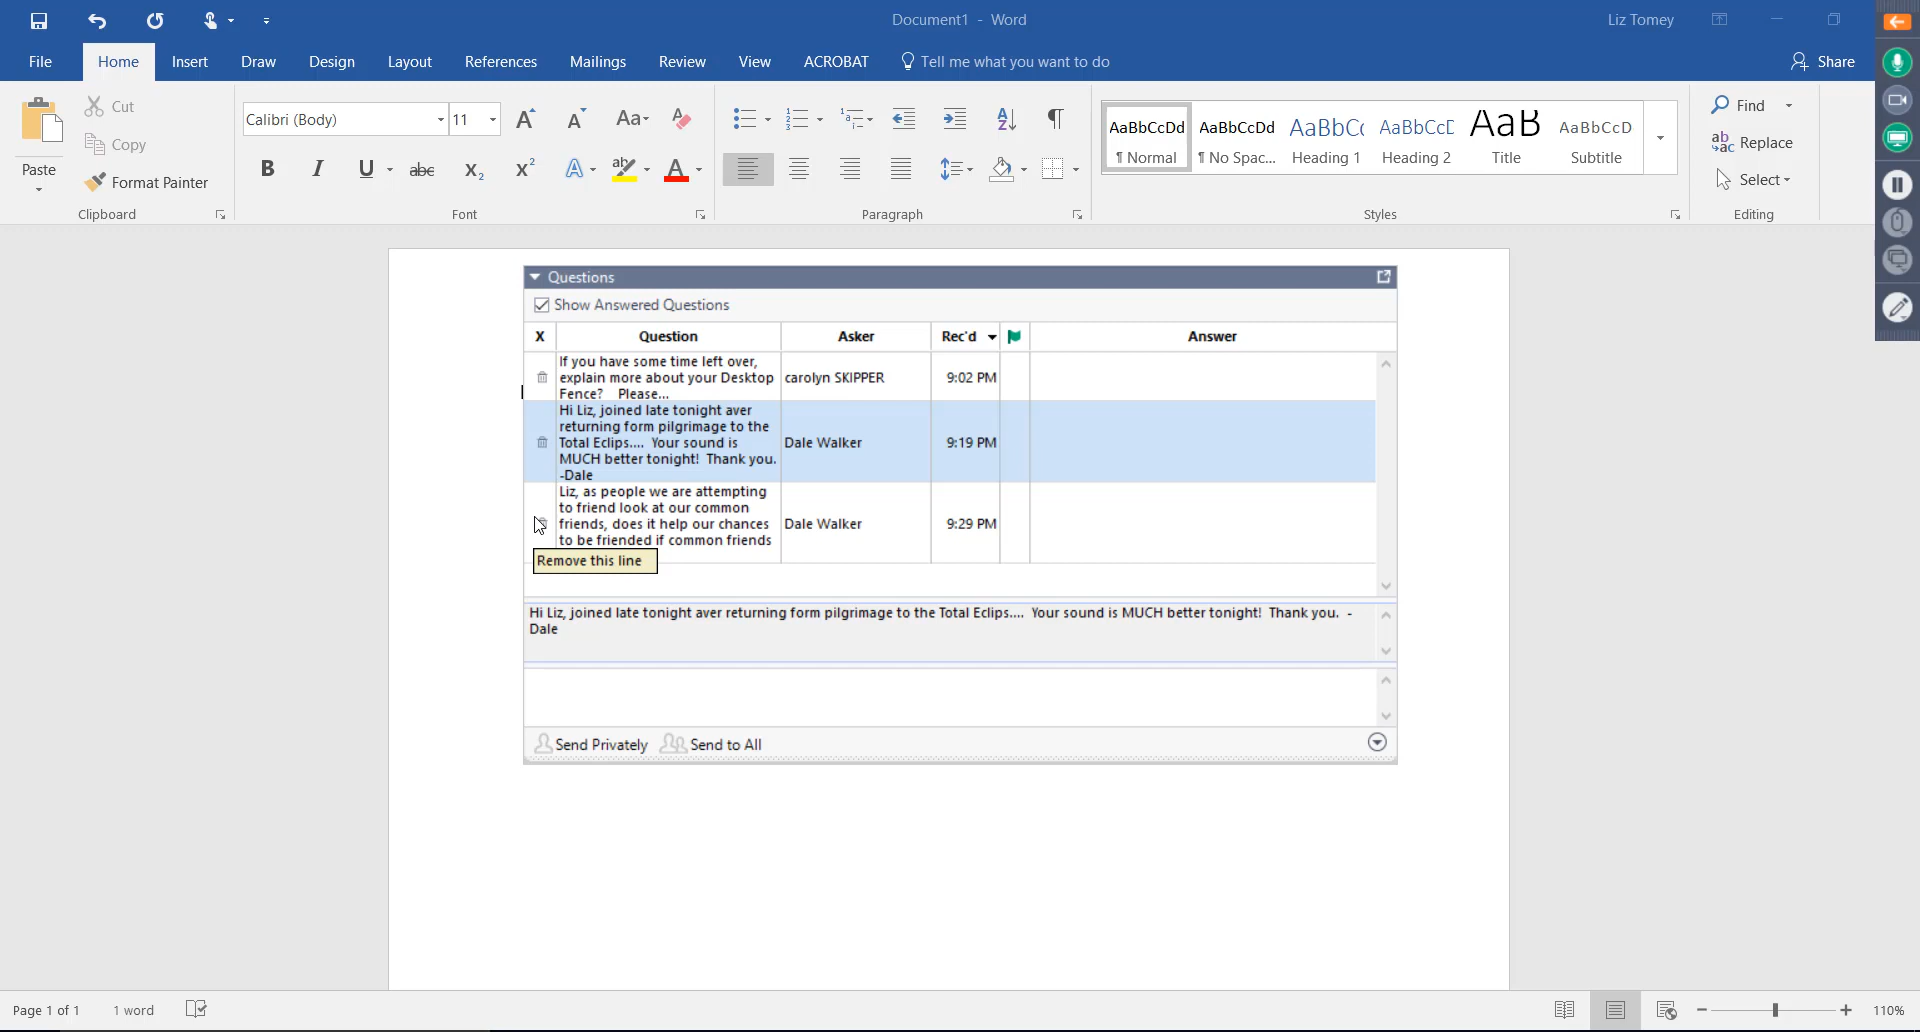 Document1 - Word
Liz Tomey
File
Home
Insert
Draw
Design
Layout
References
Mailings
Review
View
ACROBAT
Tell me what you want to do
Share
Paste
Cut
Copy
Format Painter
Clipboard
Calibri (Body)
11
Aa
B I U abc X₂ X² A ab A
Font
A Z ¶
Paragraph
AaBbCcDd
¶ Normal
AaBbCcDd
¶ No Spac...
AaBbCc
Heading 1
AaBbCcD
Heading 2
AaB
Title
AaBbCcD
Subtitle
Styles
Find
Replace
Select
Editing
Questions
Show Answered Questions
X
Question
Asker
Rec'd
Answer
If you have some time left over,
explain more about your Desktop
Fence? Please...
carolyn SKIPPER
9:02 PM
Hi Liz, joined late tonight aver
returning form pilgrimage to the
Total Eclips.... Your sound is
MUCH better tonight! Thank you.
-Dale
Dale Walker
9:19 PM
Liz, as people we are attempting
to friend look at our common
friends, does it help our chances
to be friended if common friends
Dale Walker
9:29 PM
Remove this line
Hi Liz, joined late tonight aver returning form pilgrimage to the Total Eclips.... Your sound is MUCH better tonight! Thank you. -
Dale
Send Privately
Send to All
Page 1 of 1
1 word
110%